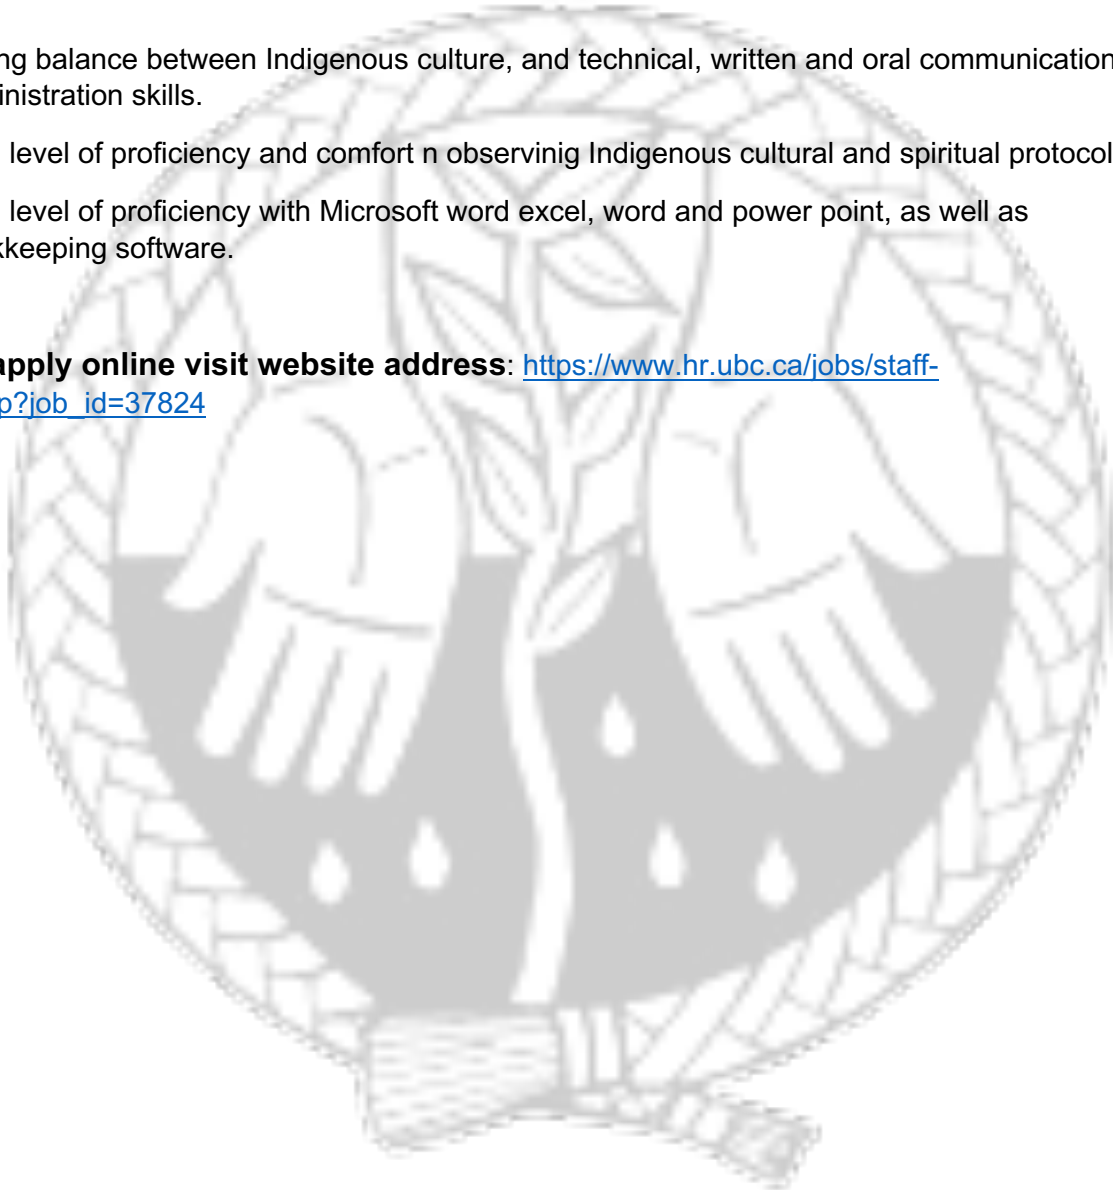 ng balance between Indigenous culture, and technical, written and oral communication
inistration skills.
level of proficiency and comfort n observinig Indigenous cultural and spiritual protocol
level of proficiency with Microsoft word excel, word and power point, as well as
kkeeping software.
apply online visit website address: https://www.hr.ubc.ca/jobs/staff-
p?job_id=37824